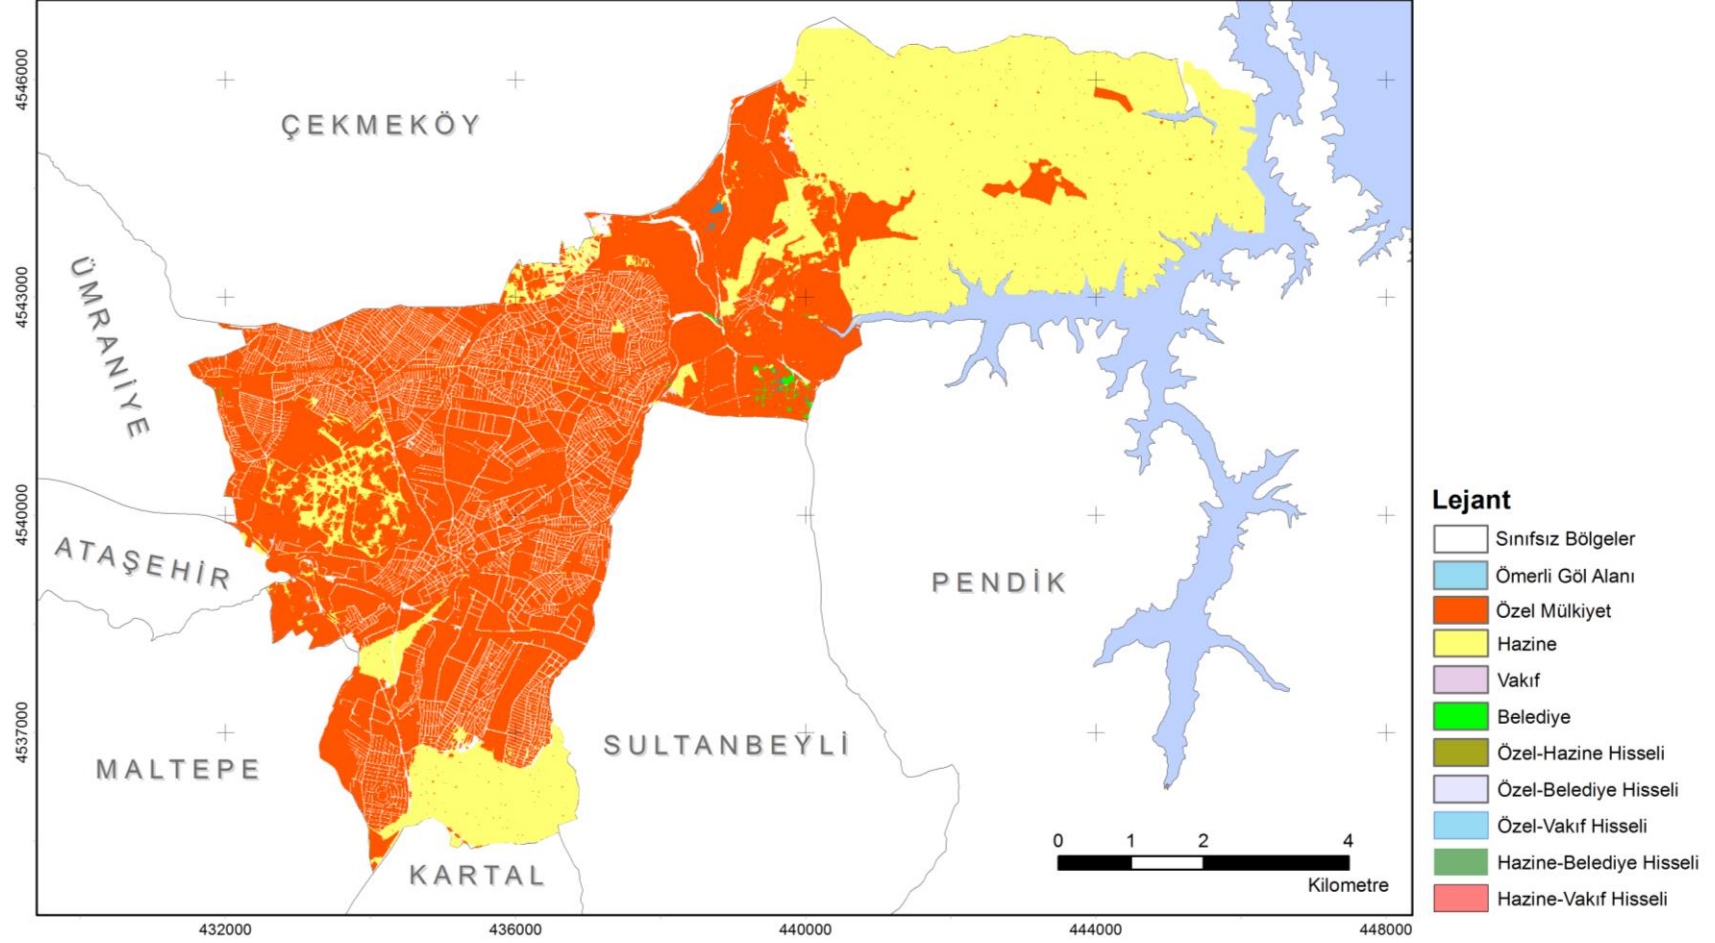 ÇEKMEKÖY
ÜMRANİYE
ATAŞEHİR
MALTEPE
KARTAL
SULTANBEYLİ
PENDİK
4546000
4543000
4540000
4537000
432000
436000
440000
444000
448000
0 1 2 4
Kilometre
Lejant
Sınıfsız Bölgeler
Ömerli Göl Alanı
Özel Mülkiyet
Hazine
Vakıf
Belediye
Özel-Hazine Hisseli
Özel-Belediye Hisseli
Özel-Vakıf Hisseli
Hazine-Belediye Hisseli
Hazine-Vakıf Hisseli